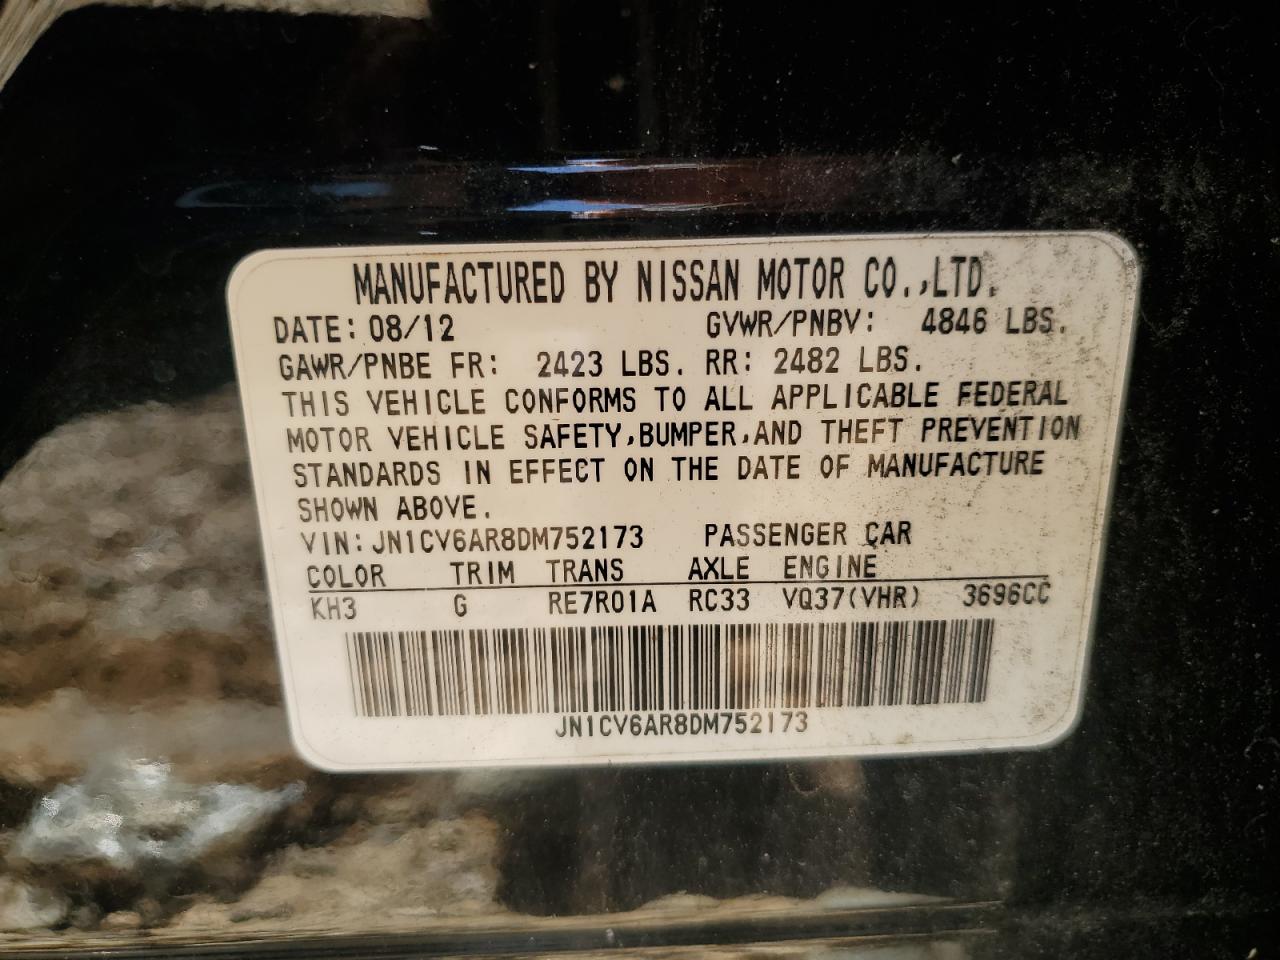 MANUFACTURED BY NISSAN MOTOR CO.,LTD.
DATE: 08/12 GVWR/PNBV: 4846 LBS.
GAWR/PNBE FR: 2423 LBS. RR: 2482 LBS.
THIS VEHICLE CONFORMS TO ALL APPLICABLE FEDERAL
MOTOR VEHICLE SAFETY,BUMPER,AND THEFT PREVENTION
STANDARDS IN EFFECT ON THE DATE OF MANUFACTURE
SHOWN ABOVE.
VIN:JN1CV6AR8DM752173 PASSENGER CAR
COLOR TRIM TRANS AXLE ENGINE
KH3 G RE7R01A RC33 VQ37(VHR) 3696CC
JN1CV6AR8DM752173